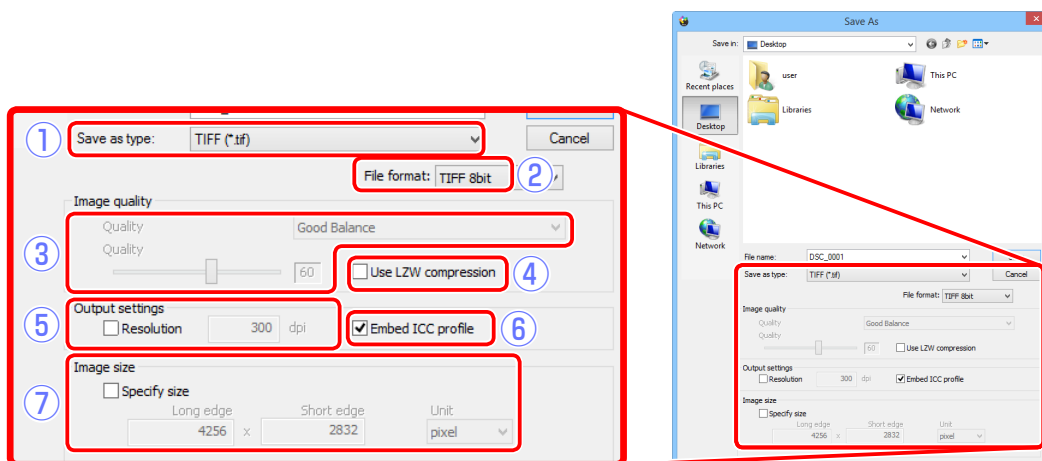 ① Save as type: TIFF (*.tif) Cancel
File format: TIFF 8bit ②
Image quality
③ Quality Good Balance
Quality
60 Use LZW compression ④
Output settings
⑤ Resolution 300 dpi Embed ICC profile ⑥
Image size
⑦ Specify size
Long edge Short edge Unit
4256 x 2832 pixel
Save As
Save in: Desktop
Recent places
Desktop
Libraries
This PC
Network
user This PC
Libraries Network
File name: DSC_0001
Save as type: TIFF (*.tif) Cancel
File format: TIFF 8bit
Image quality
Quality Good Balance
Quality
60 Use LZW compression
Output settings
Resolution 300 dpi Embed ICC profile
Image size
Specify size
Long edge Short edge Unit
4256 x 2832 pixel